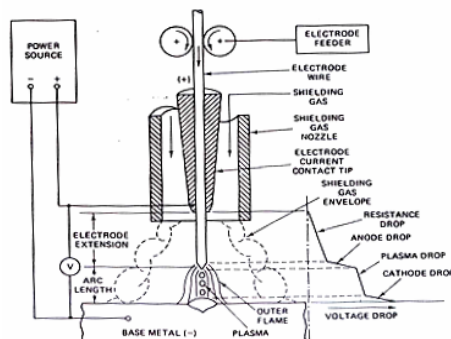 POWER
SOURCE
- +
+ +
ELECTRODE
FEEDER
(+)
ELECTRODE
WIRE
SHIELDING
GAS
SHIELDING
GAS
NOZZLE
ELECTRODE
CURRENT
CONTACT TIP
SHIELDING
GAS
ENVELOPE
RESISTANCE
DROP
ANODE DROP
PLASMA DROP
CATHODE DROP
VOLTAGE DROP
ELECTRODE
EXTENSION
V
ARC
LENGTH
OUTER
FLAME
PLASMA
BASE METAL (-)